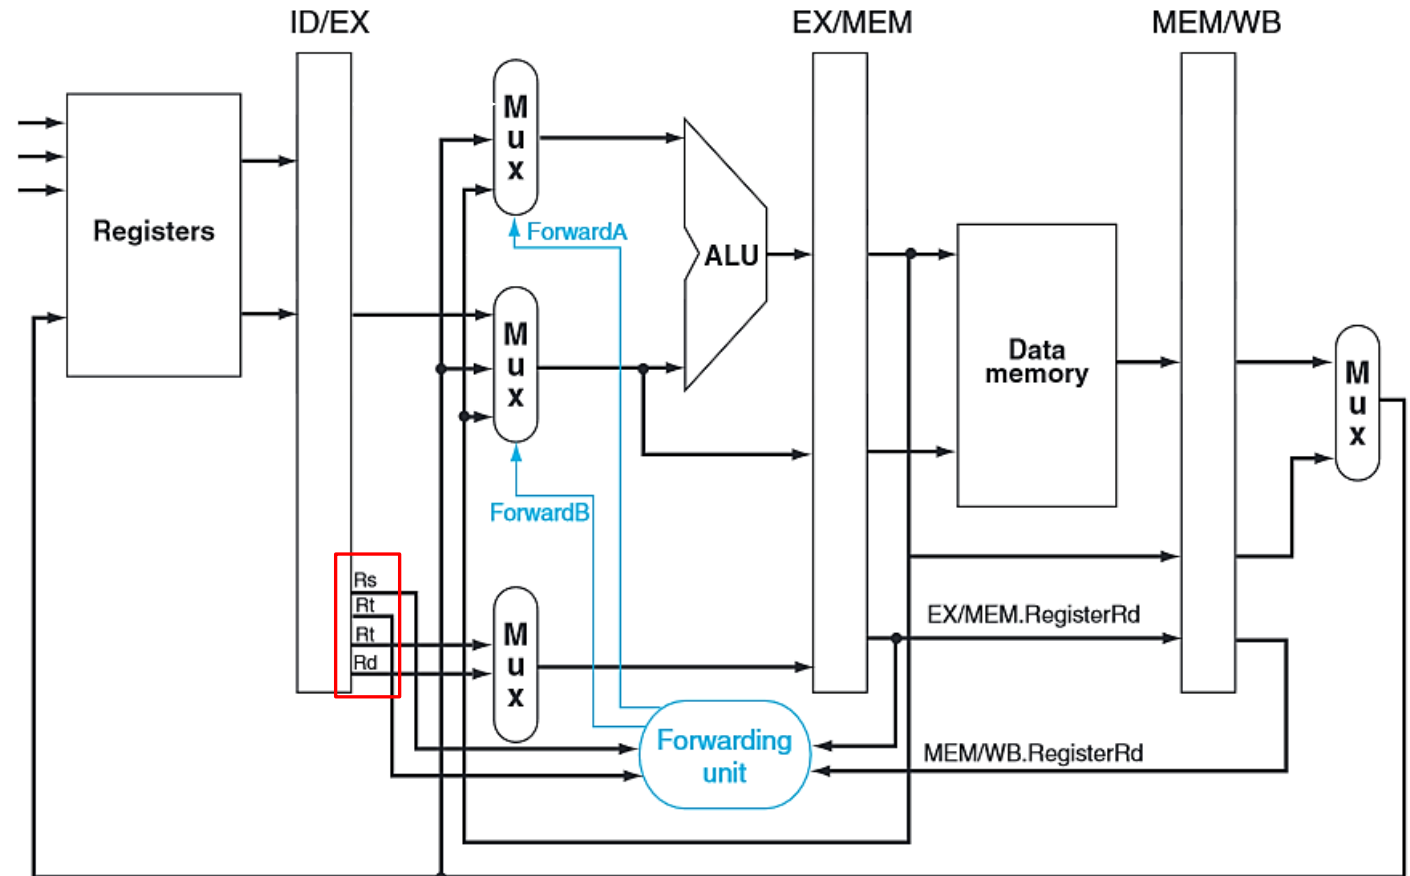 ID/EX
EX/MEM
MEM/WB
M
u
x
Registers
ForwardA
ALU
M
u
x
Data
memory
M
u
x
ForwardB
Rs
Rt
Rt
Rd
M
u
x
EX/MEM.RegisterRd
Forwarding
unit
MEM/WB.RegisterRd